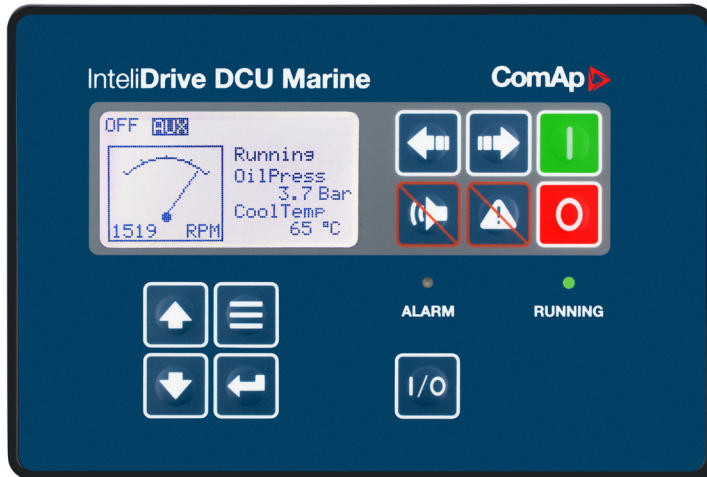 InteliDrive DCU Marine
ComAp
OFF AUX
Running
OilPress
3.7 Bar
CoolTemp
65 °C
1519 RPM
ALARM
RUNNING
I/O